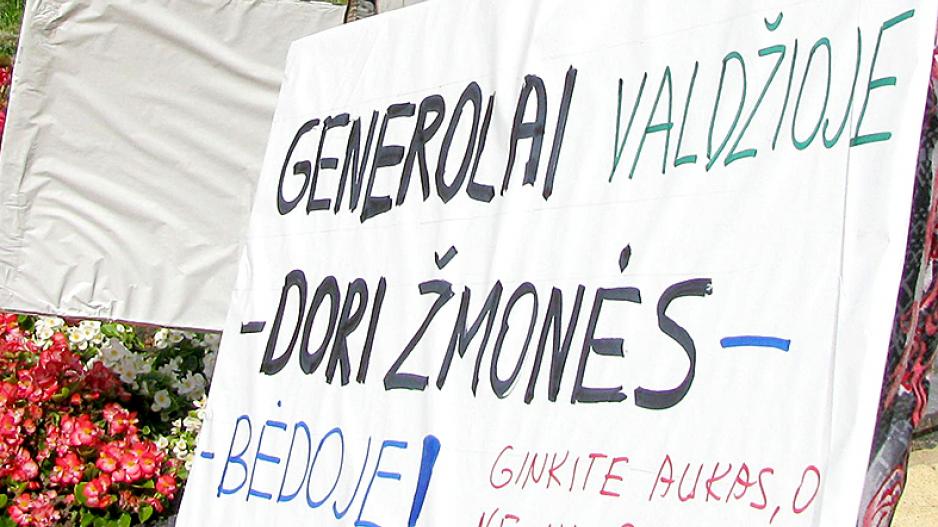 GENEROLAI VALDŽIOJE
-DORI ŽMONĖS-
-BĖDOJE!
GINKITE AUKAS, O